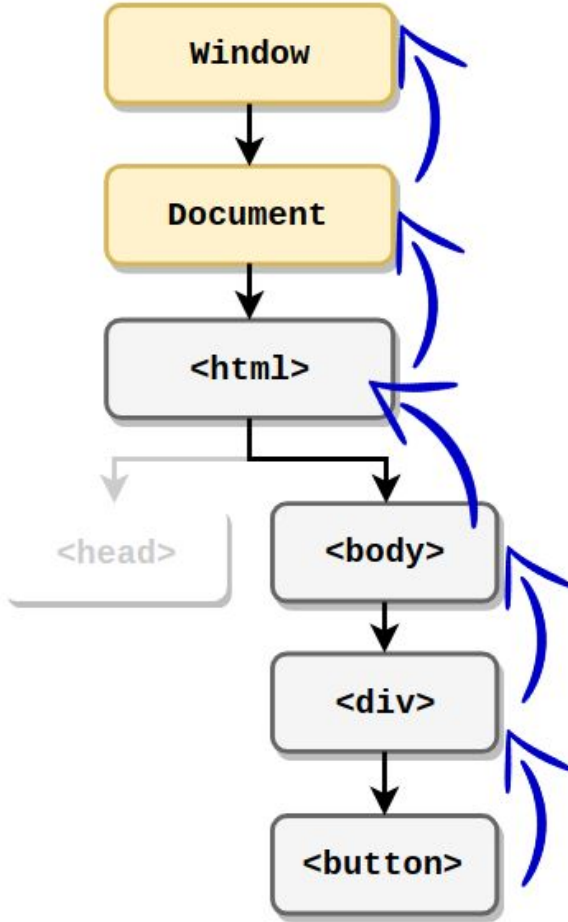 Window
Document
<html>
<head>
<body>
<div>
<button>